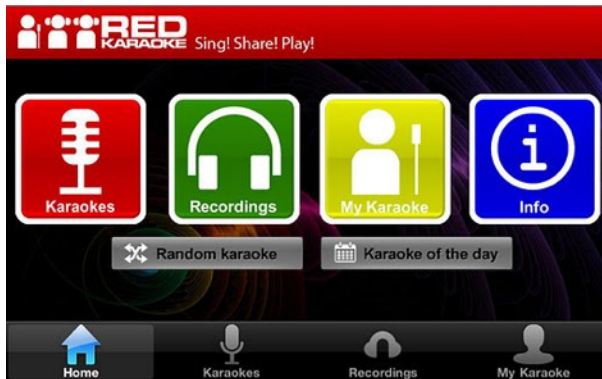 RED
KARAOKE Sing! Share! Play!
Karaokes Recordings My Karaoke Info
Random karaoke Karaoke of the day
Home Karaokes Recordings My Karaoke